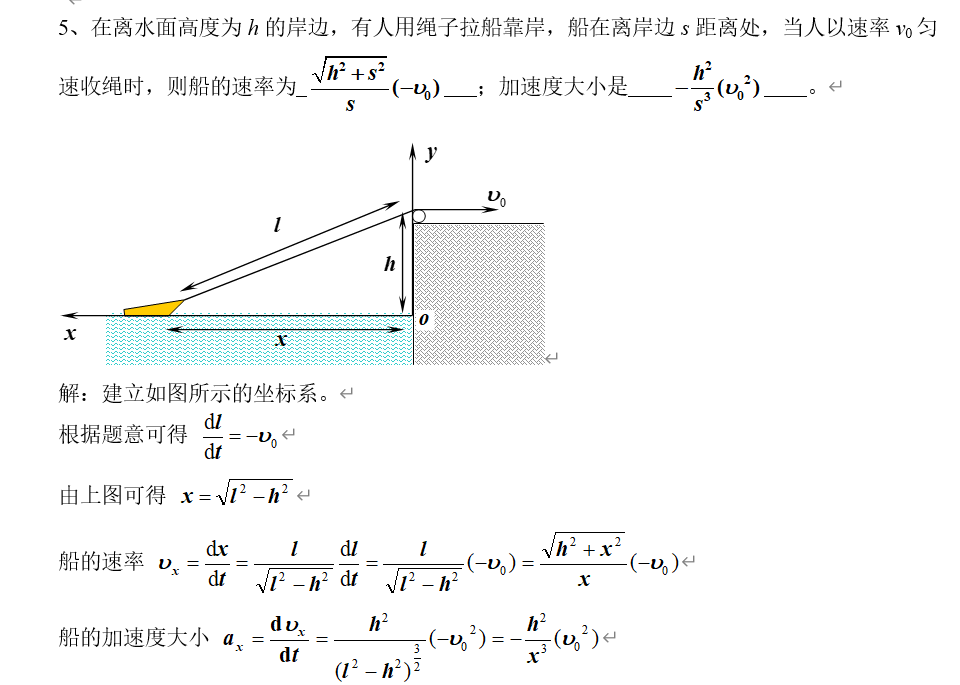 5、在离水面高度为 h 的岸边，有人用绳子拉船靠岸，船在离岸边 s 距离处，当人以速率 v₀ 匀
速收绳时，则船的速率为_ √(h² + s²) / s (−υ₀)___；加速度大小是____ − h²/s³ (υ₀²)____。↵
y
υ₀
l
h
o
x
x
↵
解：建立如图所示的坐标系。↵
根据题意可得 dl/dt = −υ₀ ↵
由上图可得 x = √(l² − h²) ↵
船的速率 υₓ = dx/dt = l/√(l² − h²) dl/dt = l/√(l² − h²) (−υ₀) = √(h² + x²)/x (−υ₀) ↵
船的加速度大小 aₓ = dυₓ/dt = h²/(l² − h²)^(3/2) (−υ₀²) = − h²/x³ (υ₀²) ↵